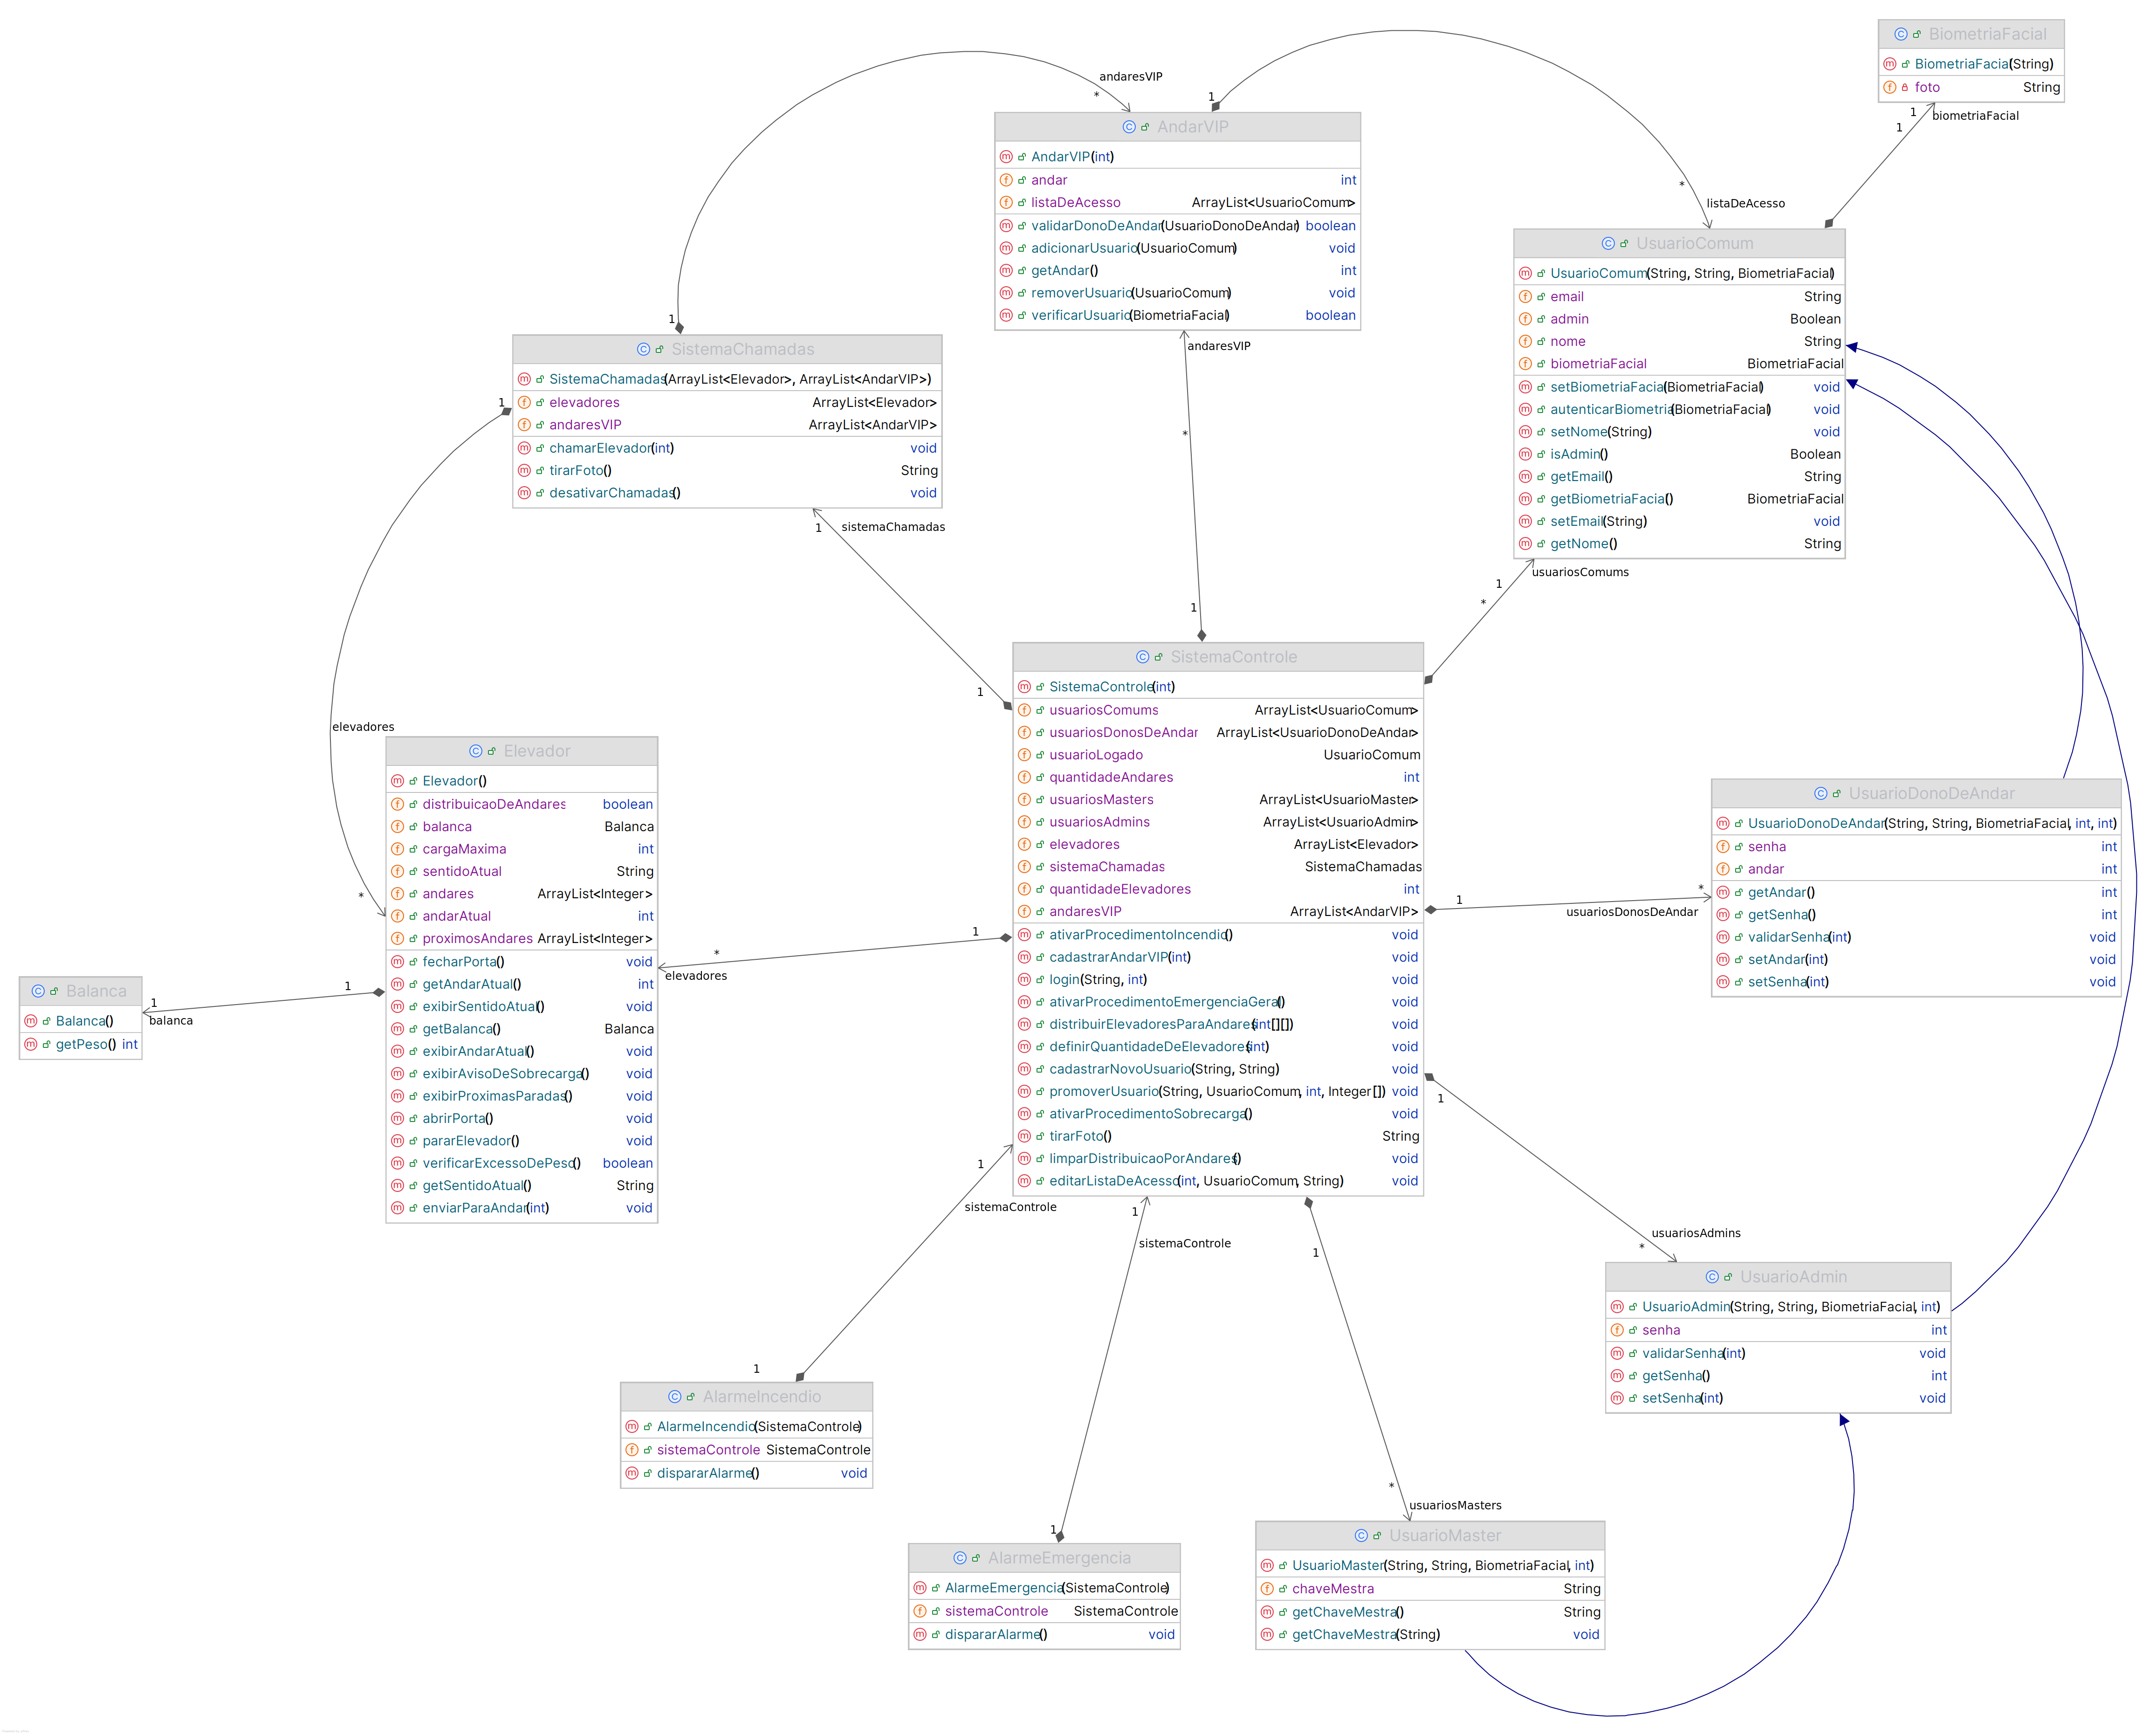 BiometriaFacial
BiometriaFacial(String)
foto String
1
biometriaFacial
1
andaresVIP
*
1
AndarVIP
AndarVIP(int)
andar int
listaDeAcesso ArrayList<UsuarioComum>
validarDonoDeAndar(UsuarioDonoDeAndar) boolean
adicionarUsuario(UsuarioComum) void
getAndar() int
removerUsuario(UsuarioComum) void
verificarUsuario(BiometriaFacial) boolean
*
listaDeAcesso
UsuarioComum
UsuarioComum(String, String, BiometriaFacial)
email String
admin Boolean
nome String
biometriaFacial BiometriaFacial
setBiometriaFacial(BiometriaFacial) void
autenticarBiometria(BiometriaFacial) void
setNome(String) void
isAdmin() Boolean
getEmail() String
getBiometriaFacial() BiometriaFacial
setEmail(String) void
getNome() String
1
SistemaChamadas
SistemaChamadas(ArrayList<Elevador>, ArrayList<AndarVIP>)
elevadores ArrayList<Elevador>
andaresVIP ArrayList<AndarVIP>
chamarElevador(int) void
tirarFoto() String
desativarChamadas() void
1
andaresVIP
*
1
1
sistemaChamadas
1
usuariosComums
1
*
SistemaControle
SistemaControle(int)
usuariosComums ArrayList<UsuarioComum>
usuariosDonosDeAndar ArrayList<UsuarioDonoDeAndar>
usuarioLogado UsuarioComum
quantidadeAndares int
usuariosMasters ArrayList<UsuarioMaster>
usuariosAdmins ArrayList<UsuarioAdmin>
elevadores ArrayList<Elevador>
sistemaChamadas SistemaChamadas
quantidadeElevadores int
andaresVIP ArrayList<AndarVIP>
ativarProcedimentoIncendio() void
cadastrarAndarVIP(int) void
login(String, int) void
ativarProcedimentoEmergenciaGeral() void
distribuirElevadoresParaAndares(int[][]) void
definirQuantidadeDeElevadores(int) void
cadastrarNovoUsuario(String, String) void
promoverUsuario(String, UsuarioComum, int, Integer[]) void
ativarProcedimentoSobrecarga() void
tirarFoto() String
limparDistribuicaoPorAndares() void
editarListaDeAcesso(int, UsuarioComum, String) void
elevadores
*
Elevador
Elevador()
distribuicaoDeAndares boolean
balanca Balanca
cargaMaxima int
sentidoAtual String
andares ArrayList<Integer>
andarAtual int
proximosAndares ArrayList<Integer>
fecharPorta() void
getAndarAtual() int
exibirSentidoAtual() void
getBalanca() Balanca
exibirAndarAtual() void
exibirAvisoDeSobrecarga() void
exibirProximasParadas() void
abrirPorta() void
pararElevador() void
verificarExcessoDePeso() boolean
getSentidoAtual() String
enviarParaAndar(int) void
1
*
elevadores
1
1
balanca
Balanca
Balanca()
getPeso() int
1
*
usuariosDonosDeAndar
UsuarioDonoDeAndar
UsuarioDonoDeAndar(String, String, BiometriaFacial, int, int)
senha int
andar int
getAndar() int
getSenha() int
validarSenha(int) void
setAndar(int) void
setSenha(int) void
1
usuariosAdmins
*
UsuarioAdmin
UsuarioAdmin(String, String, BiometriaFacial, int)
senha int
validarSenha(int) void
getSenha() int
setSenha(int) void
1
sistemaControle
1
AlarmeIncendio
AlarmeIncendio(SistemaControle)
sistemaControle SistemaControle
dispararAlarme() void
1
sistemaControle
1
AlarmeEmergencia
AlarmeEmergencia(SistemaControle)
sistemaControle SistemaControle
dispararAlarme() void
1
*
usuariosMasters
UsuarioMaster
UsuarioMaster(String, String, BiometriaFacial, int)
chaveMestra String
getChaveMestra() String
getChaveMestra(String) void